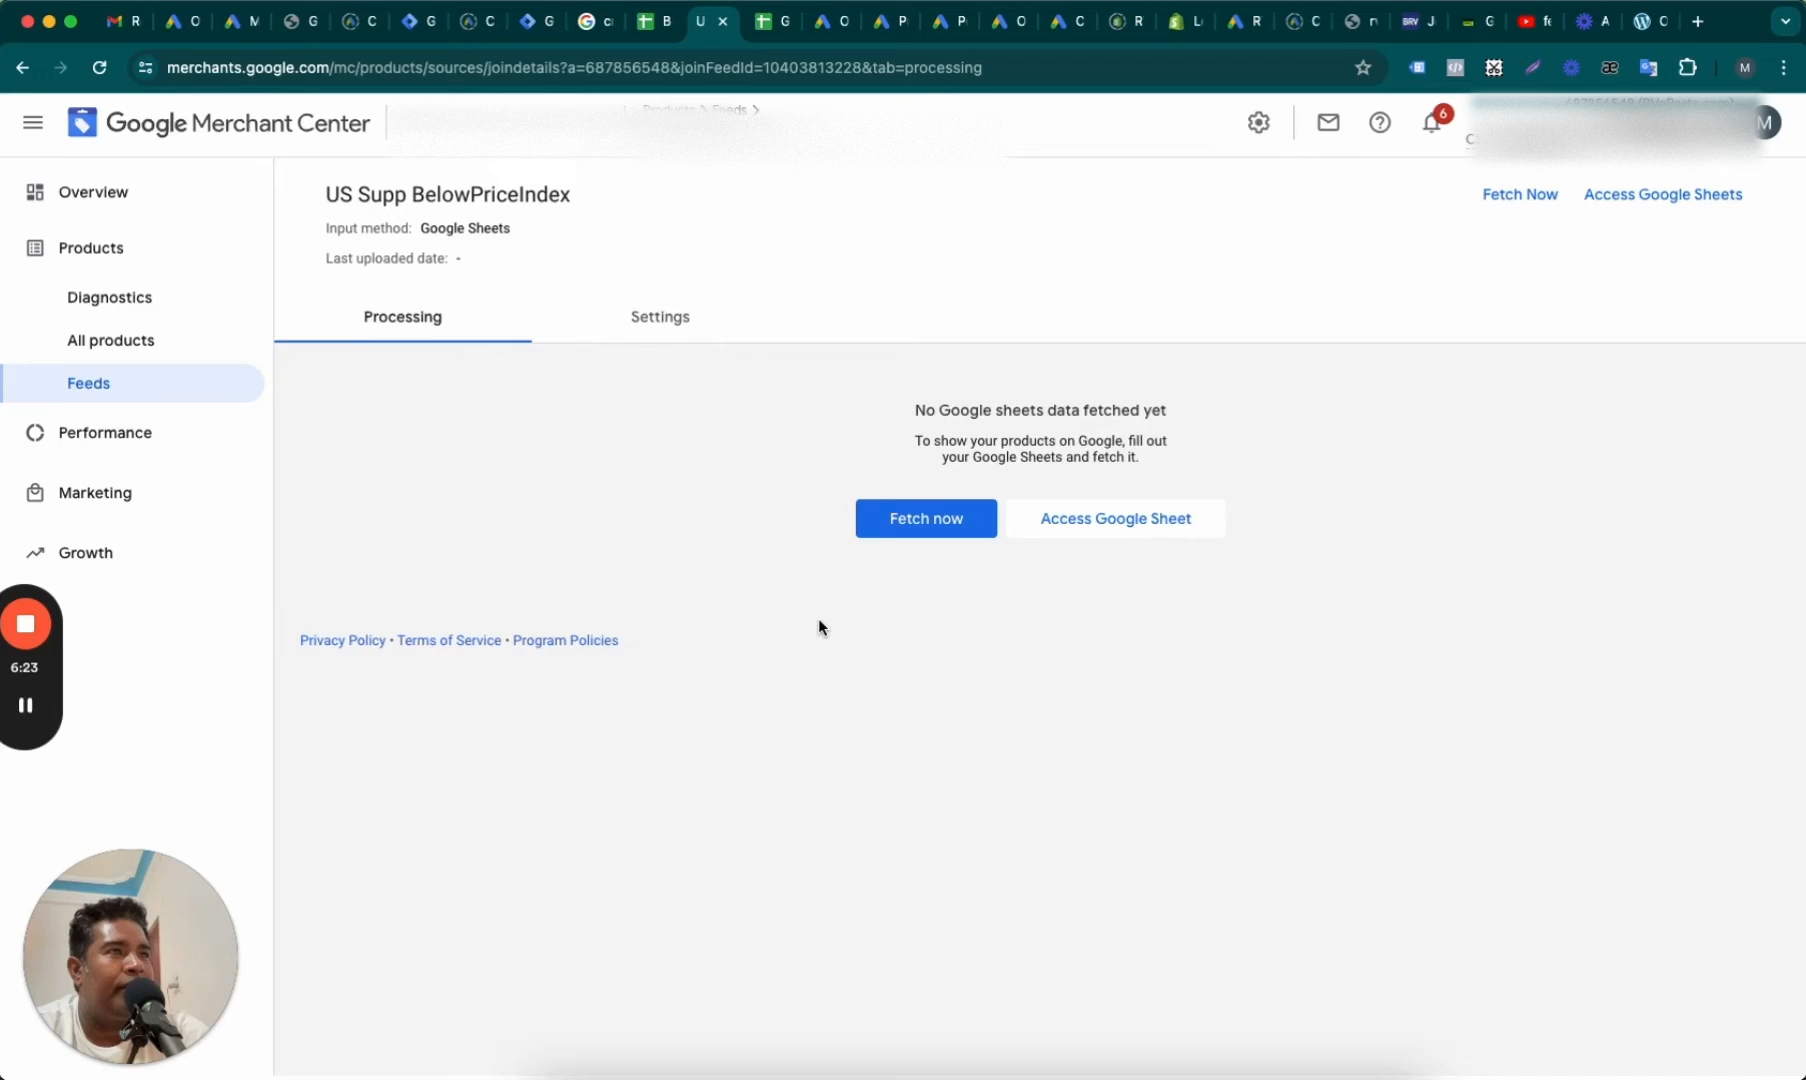 R
O
M
G
C
G
C
G
B
U
G
O
P
P
O
C
R
L
R
C
BRV
J
G
A
C
merchants.google.com/mc/products/sources/joindetails?a=687856548&joinFeedId=10403813228&tab=processing
M
Google Merchant Center
Products > Feeds >
6
M
Overview
Products
Diagnostics
All products
Feeds
Performance
Marketing
Growth
6:23
US Supp BelowPriceIndex
Fetch Now
Access Google Sheets
Input method: Google Sheets
Last uploaded date: -
Processing
Settings
No Google sheets data fetched yet
To show your products on Google, fill out
your Google Sheets and fetch it.
Fetch now
Access Google Sheet
Privacy Policy • Terms of Service • Program Policies